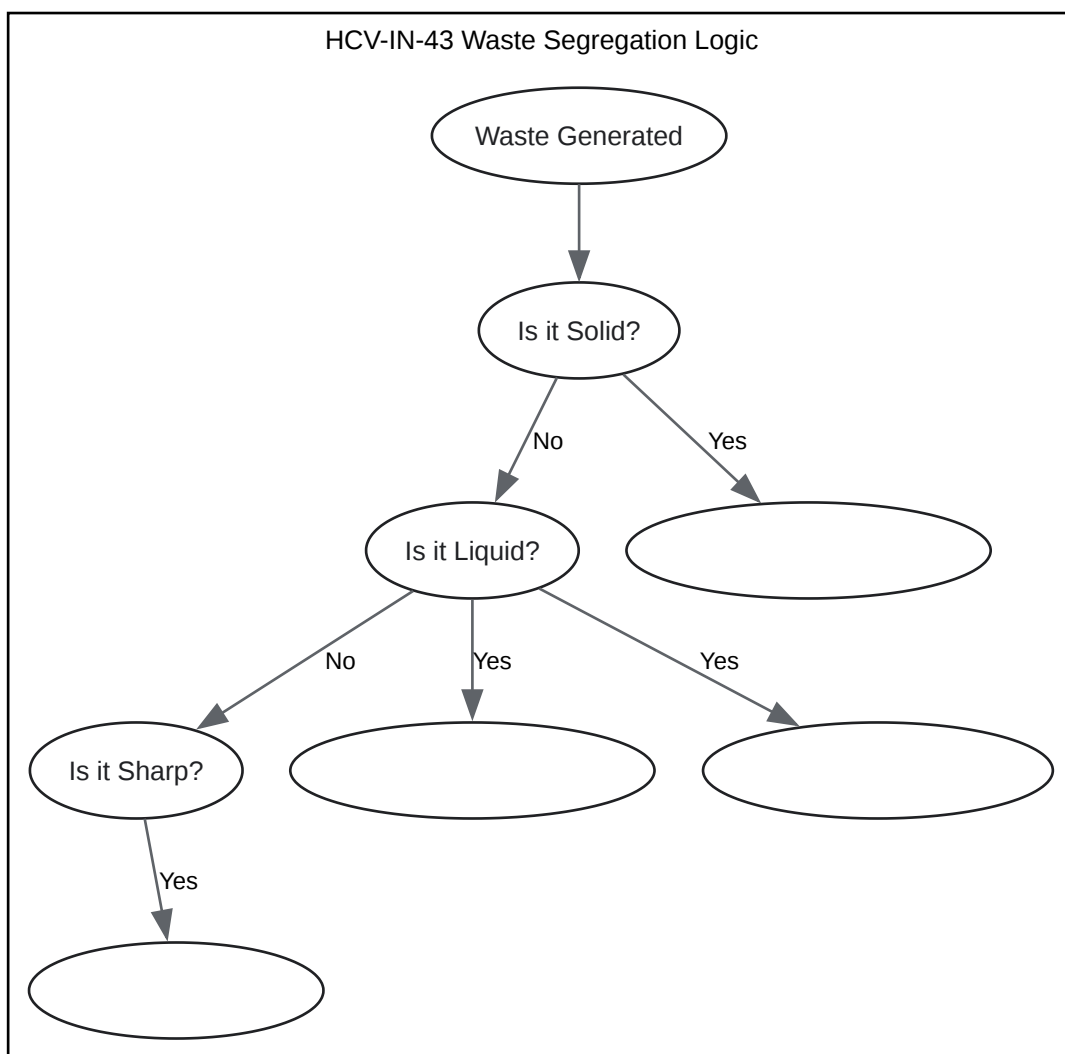 HCV-IN-43 Waste Segregation Logic
Waste Generated
Is it Solid?
No
Yes
Is it Liquid?
No
Yes
Yes
Is it Sharp?
Yes